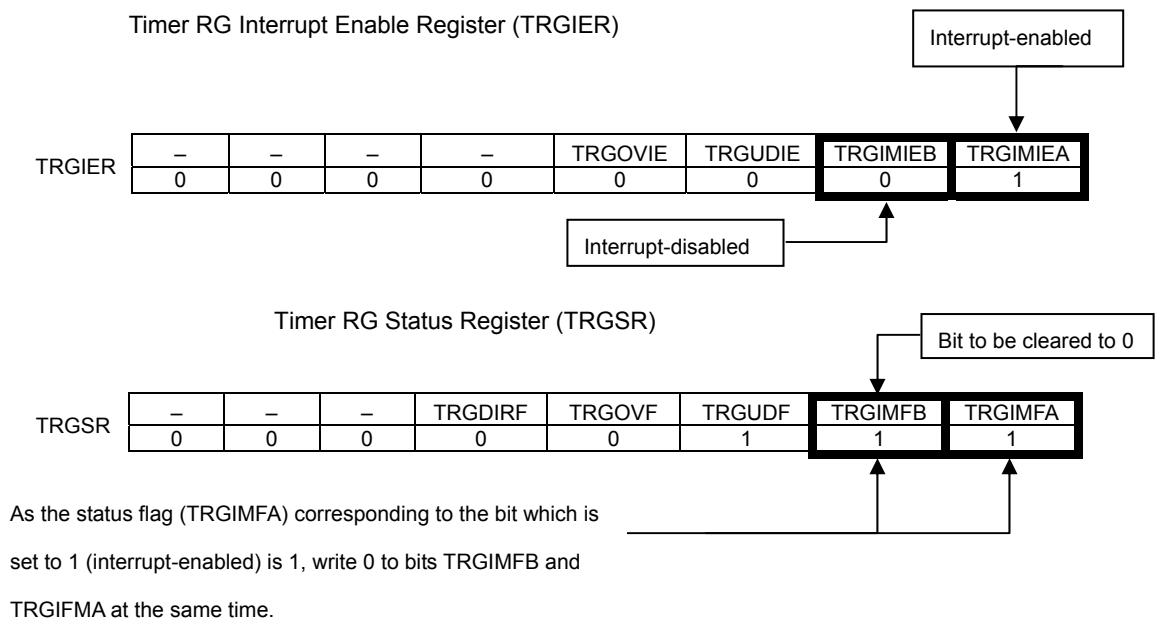 Timer RG Interrupt Enable Register (TRGIER)
Interrupt-enabled
TRGIER
– – – – TRGOVIE TRGUDIE TRGIMIEB TRGIMIEA
0 0 0 0 0 0 0 1
Interrupt-disabled
Timer RG Status Register (TRGSR)
Bit to be cleared to 0
TRGSR
– – – TRGDIRF TRGOVF TRGUDF TRGIMFB TRGIMFA
0 0 0 0 0 1 1 1
As the status flag (TRGIMFA) corresponding to the bit which is
set to 1 (interrupt-enabled) is 1, write 0 to bits TRGIMFB and
TRGIFMA at the same time.